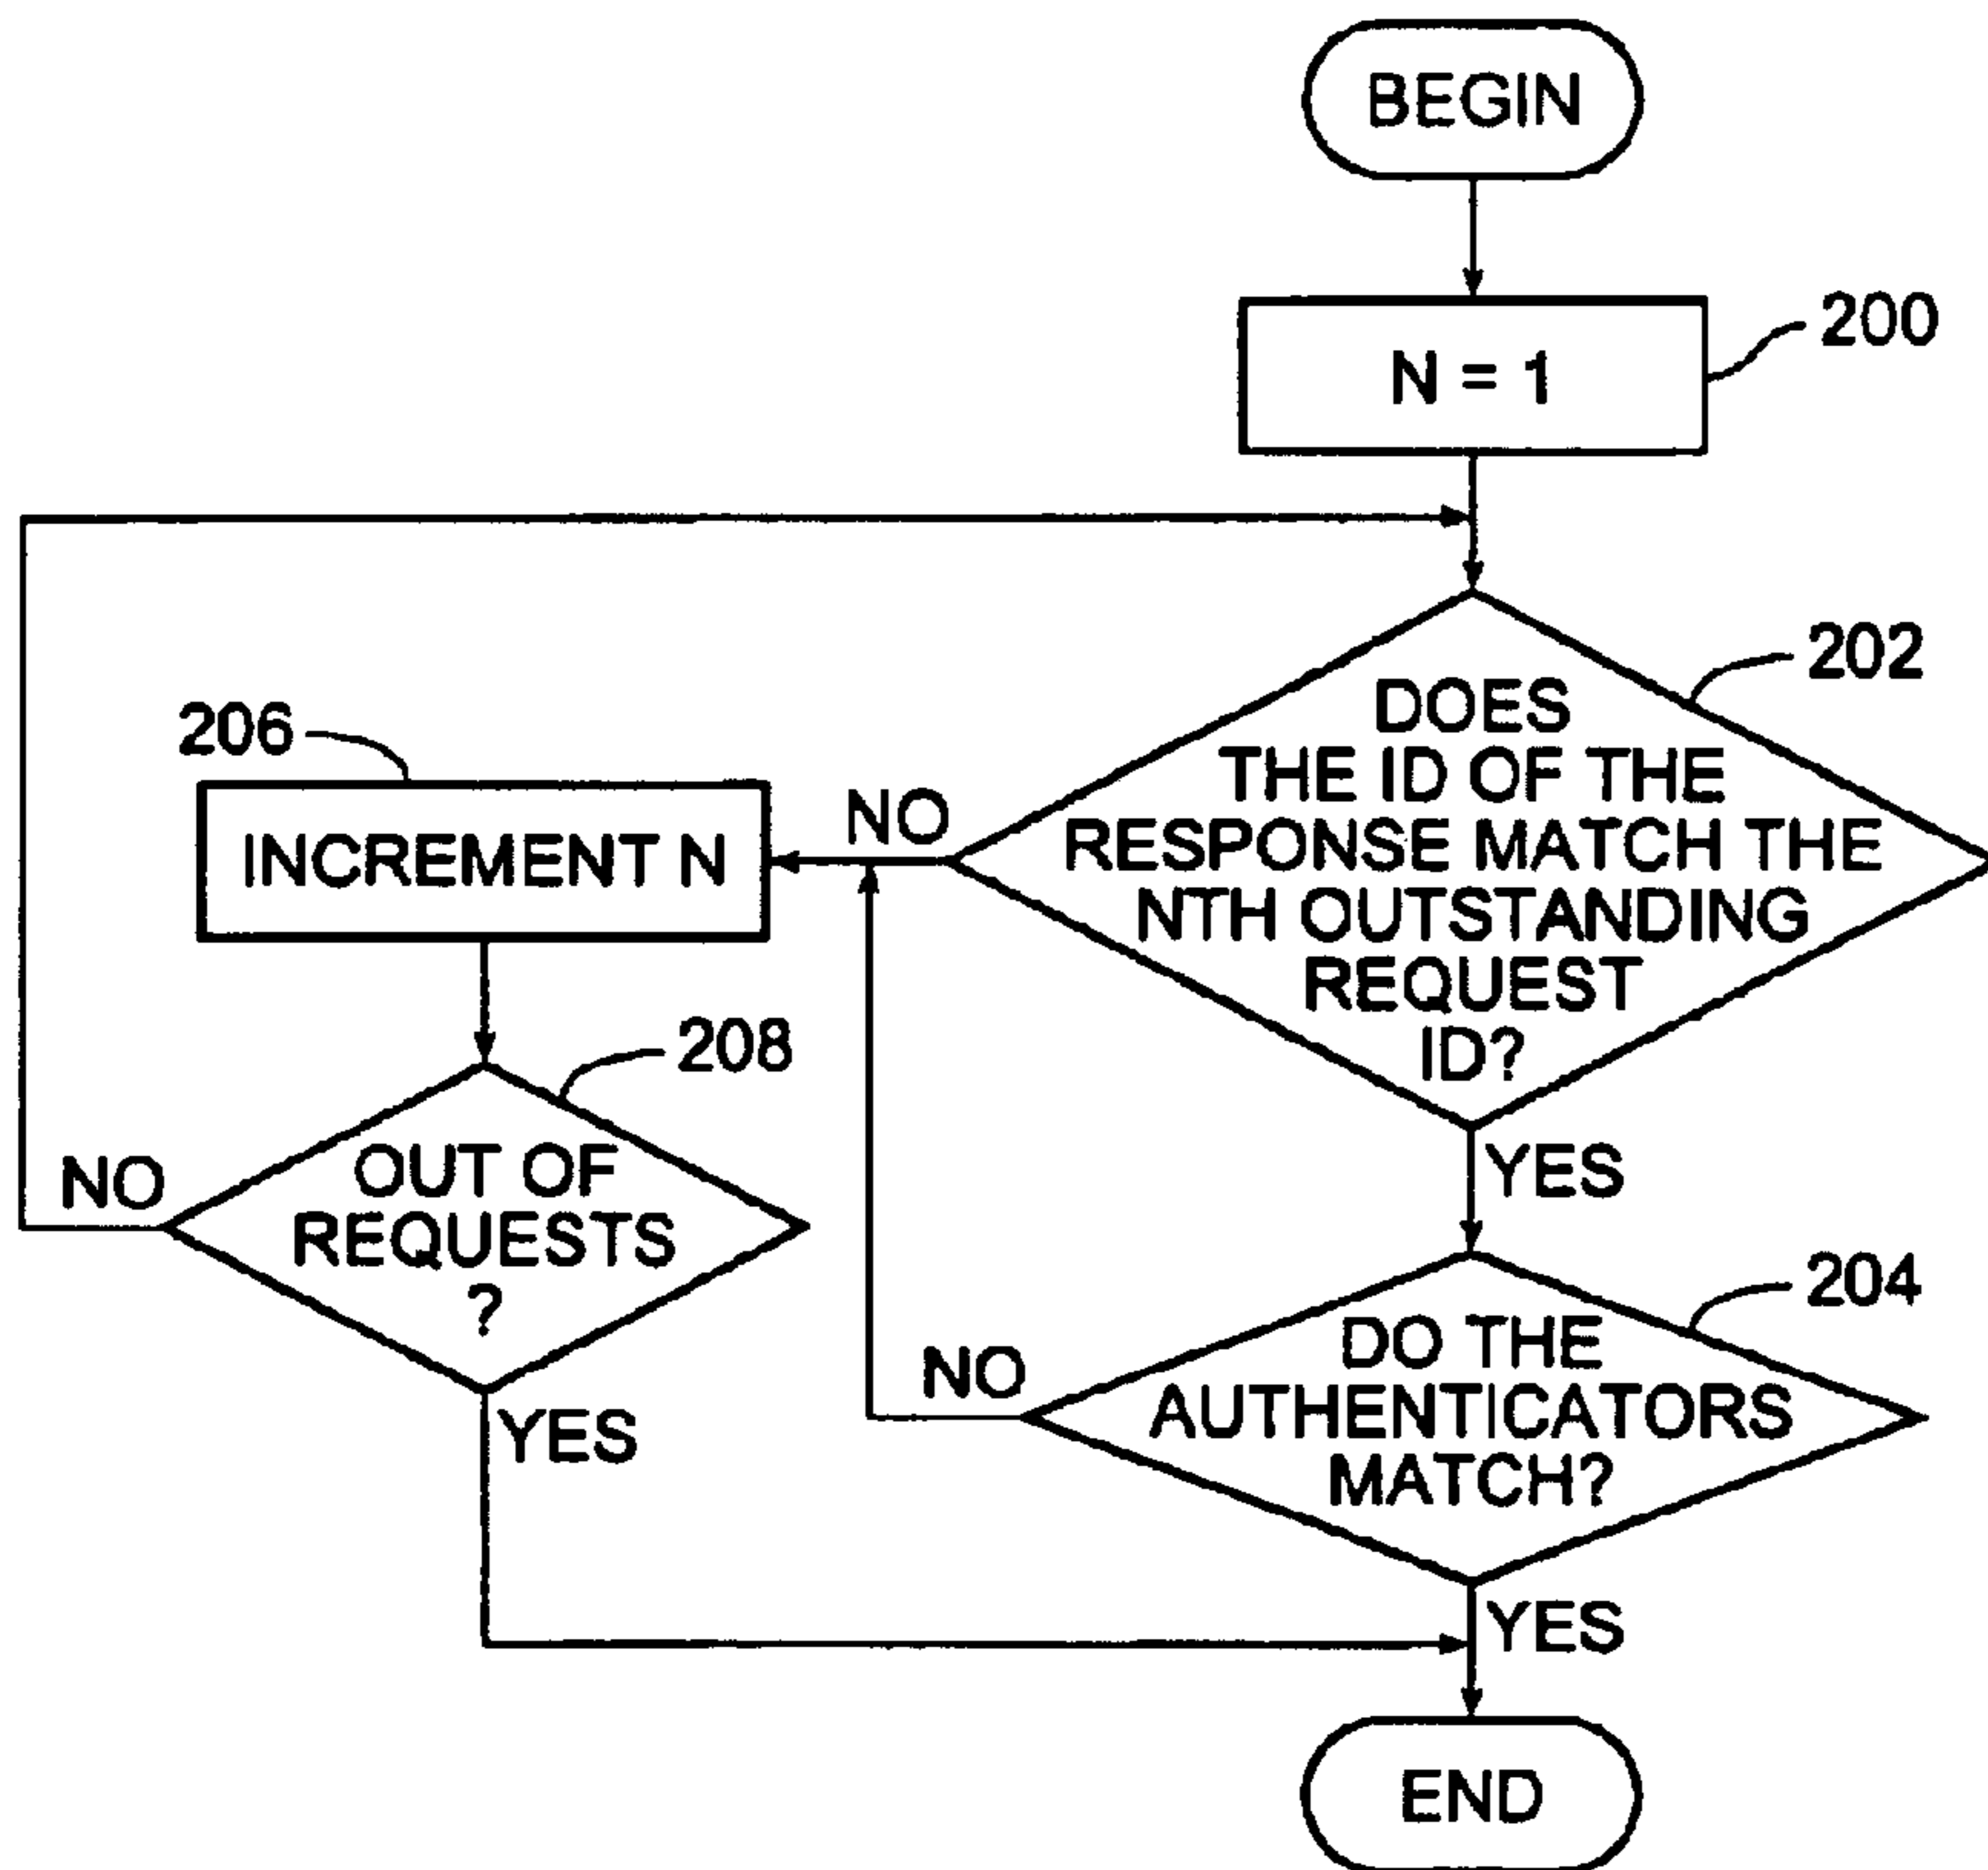 BEGIN
N = 1
200
DOES
THE ID OF THE
RESPONSE MATCH THE
NTH OUTSTANDING
REQUEST
ID?
202
NO
206
INCREMENT N
208
OUT OF
REQUESTS
?
NO
YES
YES
204
DO THE
AUTHENTICATORS
MATCH?
NO
YES
END